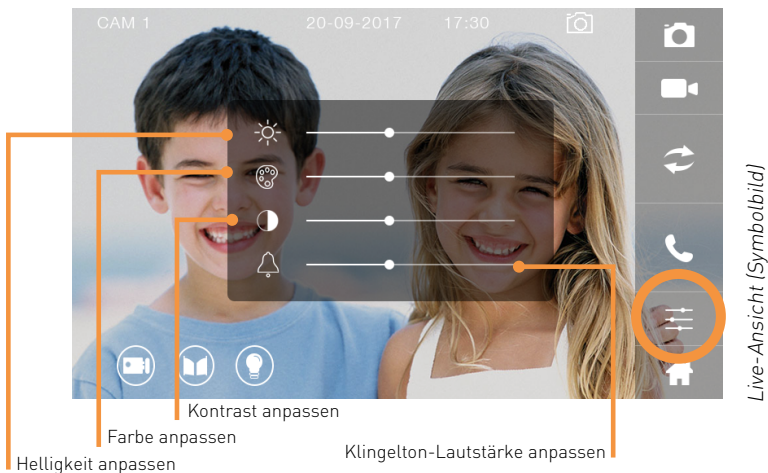 CAM 1 20-09-2017 17:30
Live-Ansicht (Symbolbild)
Kontrast anpassen
Farbe anpassen
Klingelton-Lautstärke anpassen
Helligkeit anpassen